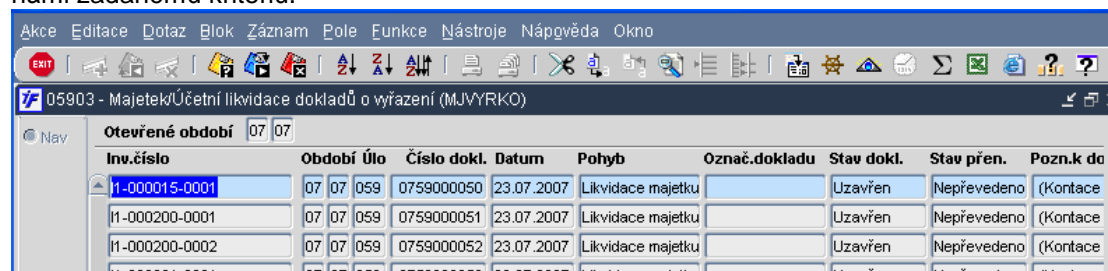 námi zadanému kritériu.
Akce Editace Dotaz Blok Záznam Pole Funkce Nástroje Nápověda Okno
EXIT
05903 - Majetek/Účetní likvidace dokladů o vyřazení (MJVYRKO)
Nav
Otevřené období 07 07
Inv.číslo Období Úlo Číslo dokl. Datum Pohyb Označ.dokladu Stav dokl. Stav přen. Pozn.k do
I1-000015-0001 07 07 059 0759000050 23.07.2007 Likvidace majetku Uzavřen Nepřevedeno (Kontace
I1-000200-0001 07 07 059 0759000051 23.07.2007 Likvidace majetku Uzavřen Nepřevedeno (Kontace
I1-000200-0002 07 07 059 0759000052 23.07.2007 Likvidace majetku Uzavřen Nepřevedeno (Kontace